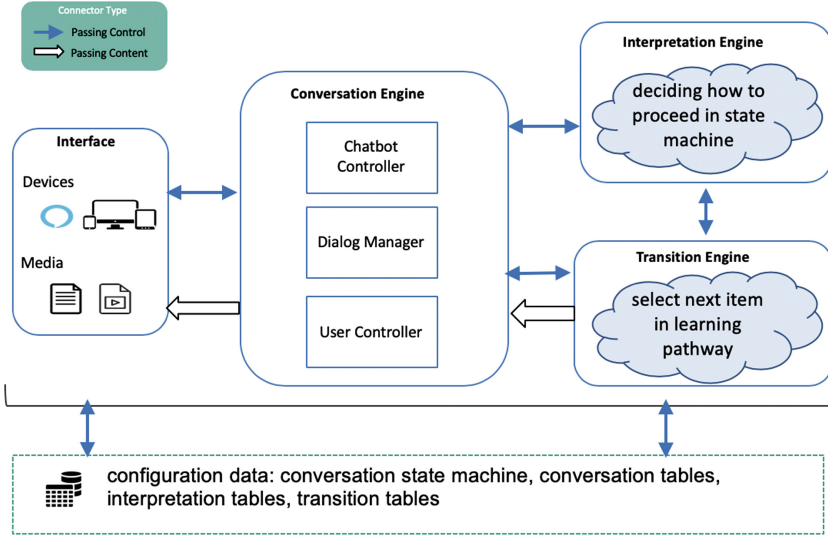 Connector Type
Passing Control
Passing Content
Interface
Devices
Media
Conversation Engine
Chatbot
Controller
Dialog Manager
User Controller
Interpretation Engine
deciding how to
proceed in state
machine
Transition Engine
select next item
in learning
pathway
configuration data: conversation state machine, conversation tables,
interpretation tables, transition tables